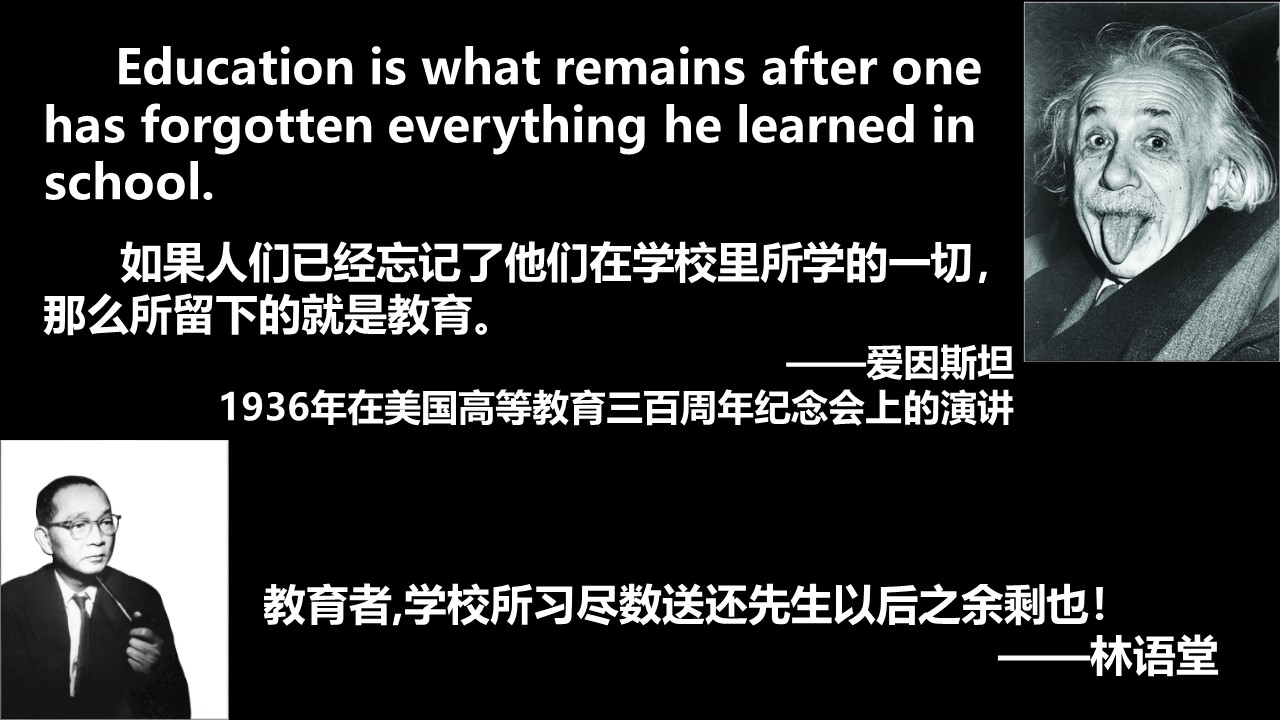 Education is what remains after one
has forgotten everything he learned in
school.
如果人们已经忘记了他们在学校里所学的一切，
那么所留下的就是教育。
——爱因斯坦
1936年在美国高等教育三百周年纪念会上的演讲
教育者,学校所习尽数送还先生以后之余剩也！
——林语堂